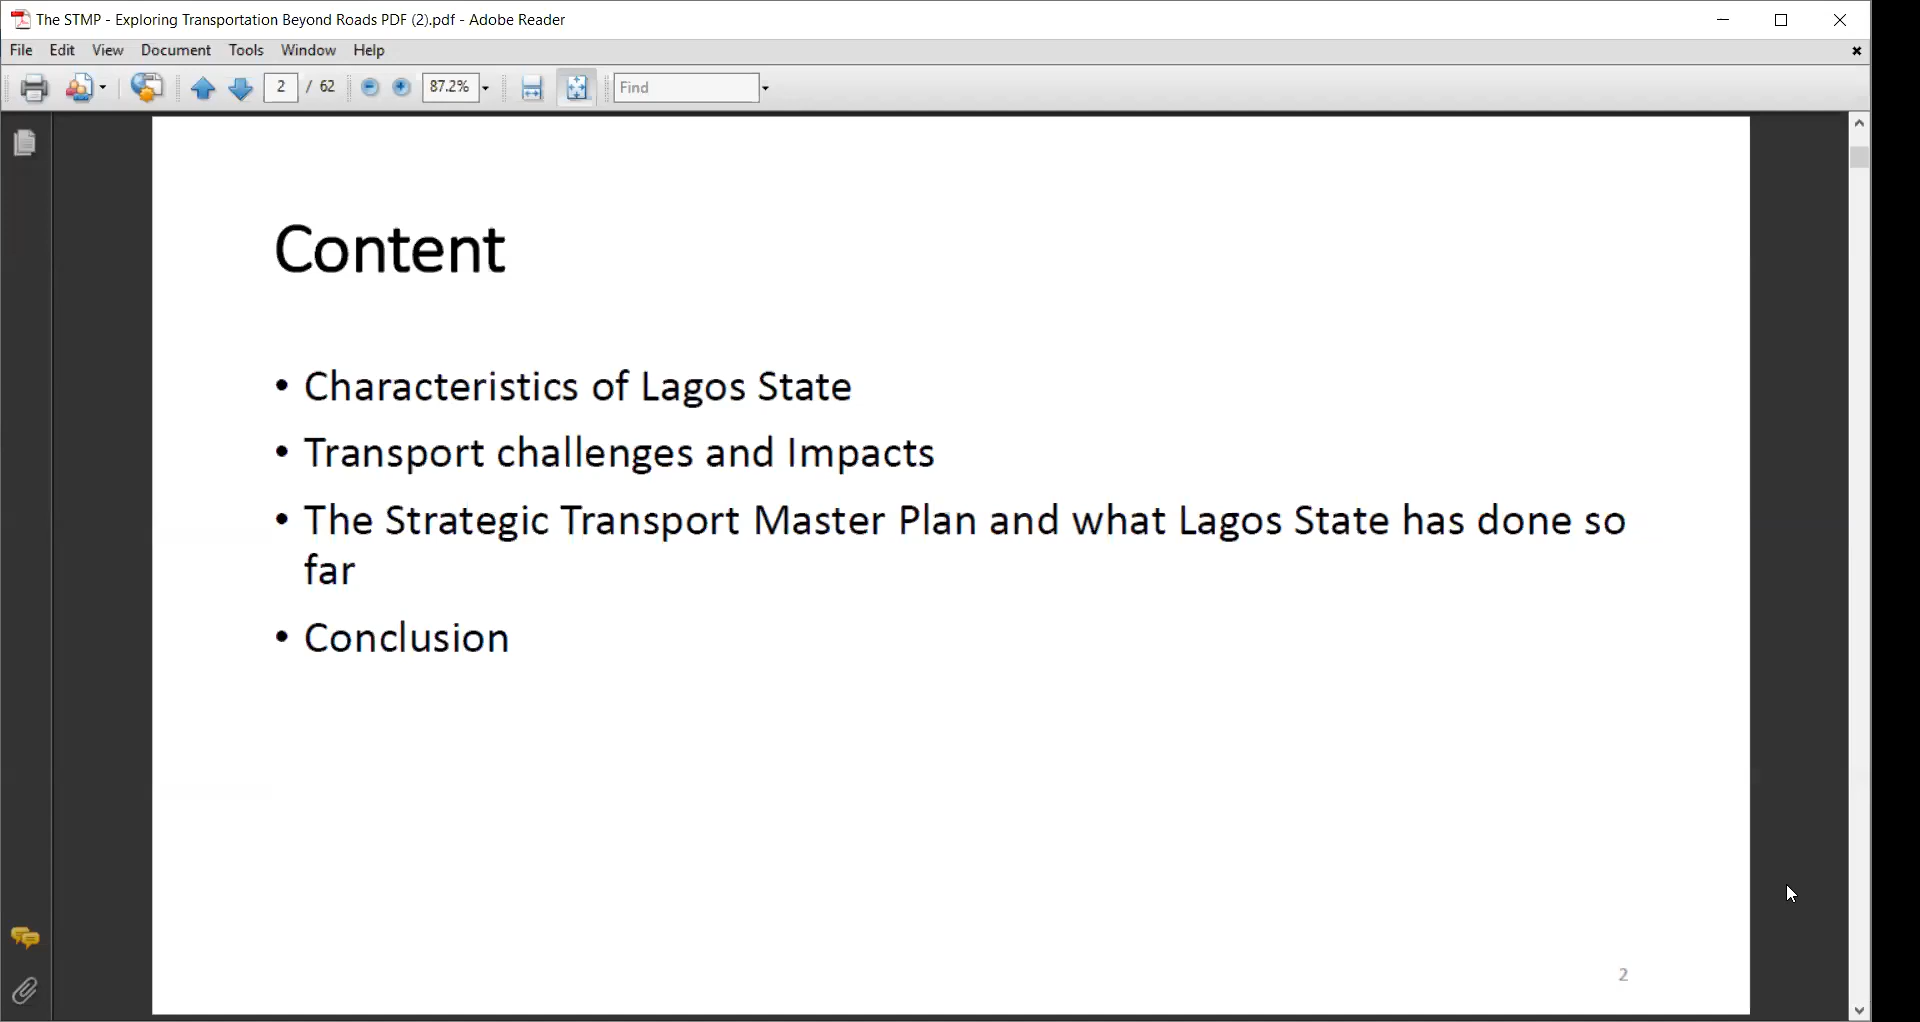 The STMP - Exploring Transportation Beyond Roads PDF (2).pdf - Adobe Reader
File Edit View Document Tools Window Help
2 / 62 87.2% Find
Content
• Characteristics of Lagos State
• Transport challenges and Impacts
• The Strategic Transport Master Plan and what Lagos State has done so
far
• Conclusion
2